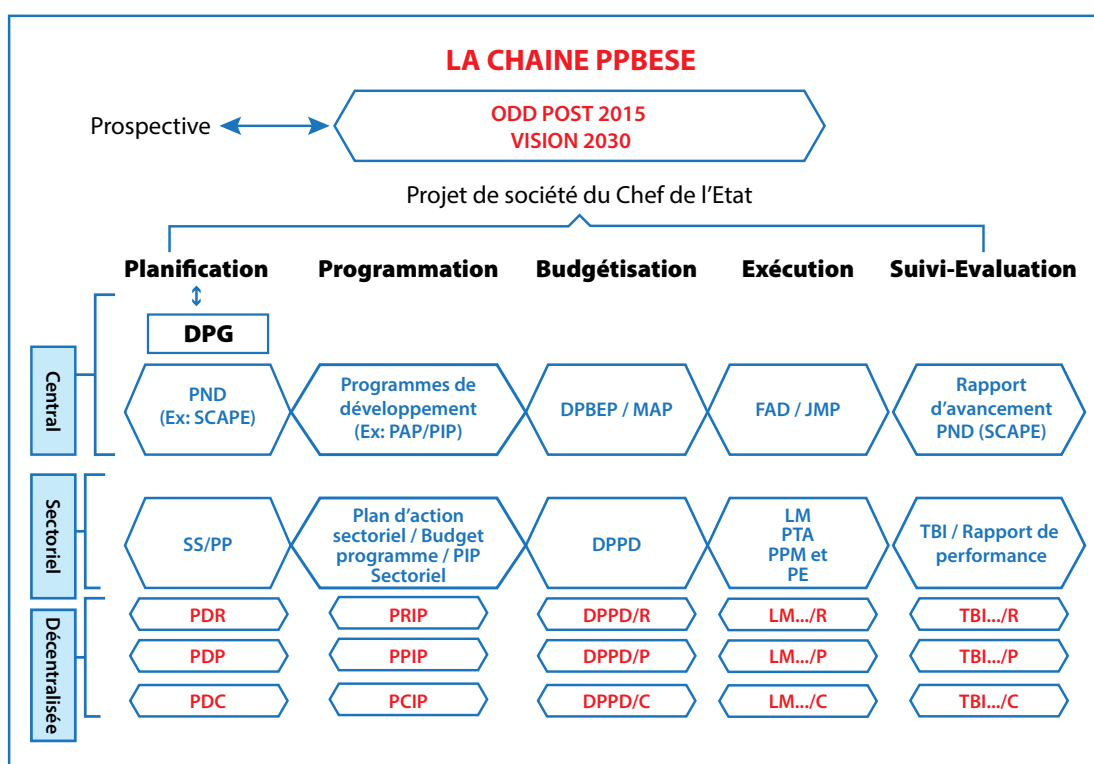 LA CHAINE PPBESE
ODD POST 2015
VISION 2030
Prospective
Projet de société du Chef de l’Etat
Planification
Programmation
Budgétisation
Exécution
Suivi-Evaluation
DPG
Central
PND
(Ex: SCAPE)
Programmes de
développement
(Ex: PAP/PIP)
DPBEP / MAP
FAD / JMP
Rapport
d’avancement
PND (SCAPE)
Sectoriel
SS/PP
Plan d’action
sectoriel / Budget
programme / PIP
Sectoriel
DPPD
LM
PTA
PPM et
PE
TBI / Rapport de
performance
Décentralisée
PDR
PRIP
DPPD/R
LM.../R
TBI.../R
PDP
PPIP
DPPD/P
LM.../P
TBI.../P
PDC
PCIP
DPPD/C
LM.../C
TBI.../C